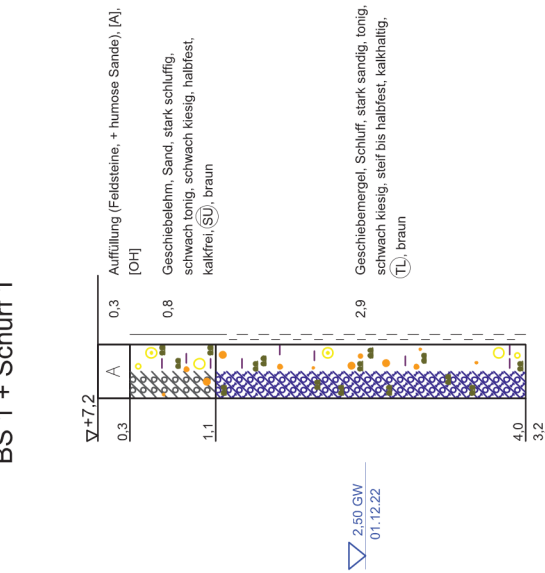 BS 1 + Schurf 1
+7,2
A
0,3
0,3
Auffüllung (Feldsteine, + humose Sande), [A],
[OH]
1,1
0,8
Geschiebelehm, Sand, stark schluffig,
schwach tonig, schwach kiesig, halbfest,
kalkfrei, SU, braun
2,50 GW
01.12.22
4,0
3,2
2,9
Geschiebemergel, Schluff, stark sandig, tonig,
schwach kiesig, steif bis halbfest, kalkhaltig,
TL, braun